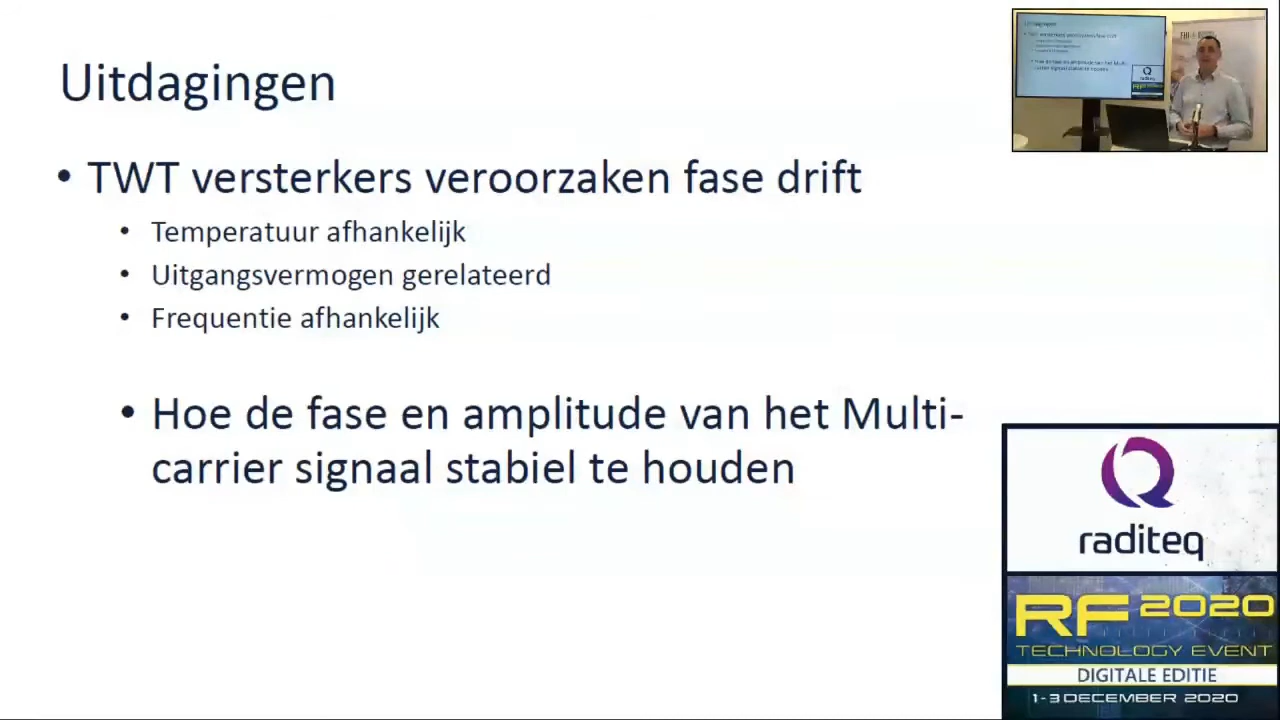 Uitdagingen
• TWT versterkers veroorzaken fase drift
• Temperatuur afhankelijk
• Uitgangsvermogen gerelateerd
• Frequentie afhankelijk
• Hoe de fase en amplitude van het Multi-
carrier signaal stabiel te houden
raditeq
RF 2020
TECHNOLOGY EVENT
DIGITALE EDITIE
1-3 DECEMBER 2020